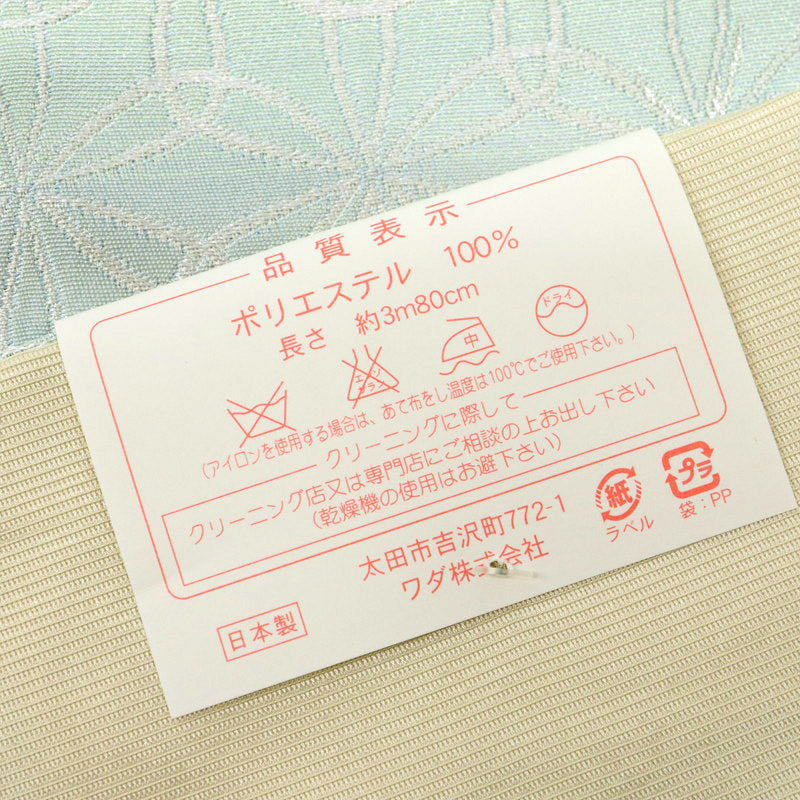 品質表示
ポリエステル 100%
長さ 約3m80cm
エンソサラシ 中 ドライ
(アイロンを使用する場合は、あて布をし温度は100℃でご使用下さい。)
クリーニングに際して
クリーニング店又は専門店にご相談の上お出し下さい
(乾燥機の使用はお避下さい)
太田市吉沢町772-1
ワダ株式会社
紙 プラ
ラベル 袋:PP
日本製